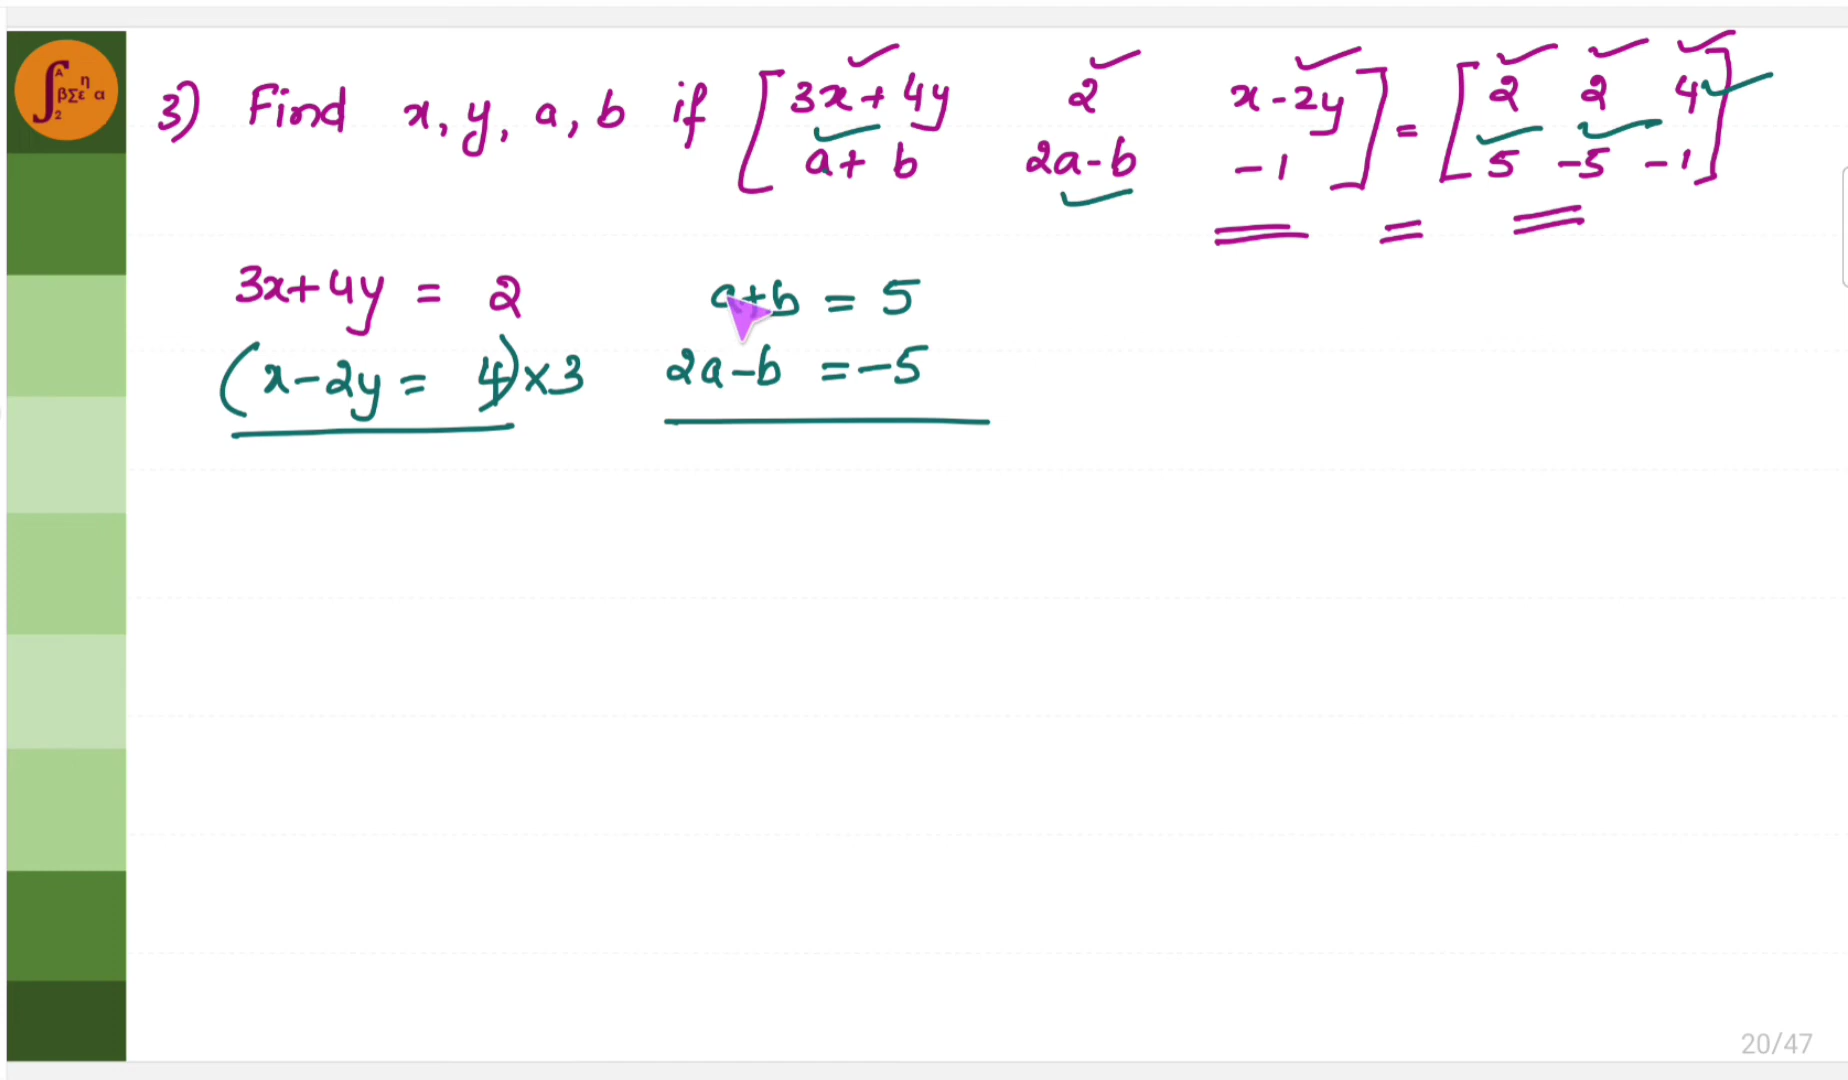 3) Find x, y, a, b if [3x+4y 2 x-2y] = [2 2 4]
a+b 2a-b -1 5 -5 -1
3x+4y = 2 a+b = 5
(x-2y = 4)×3 2a-b = -5
20/47